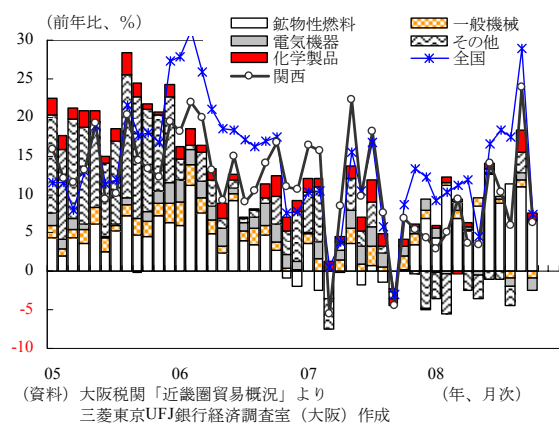 (前年比、%)
鉱物性燃料
一般機械
電気機器
その他
化学製品
全国
関西
30
25
20
15
10
5
0
-5
-10
05 06 07 08
(資料)大阪税関「近畿圏貿易概況」より (年、月次)
三菱東京UFJ銀行経済調査室(大阪)作成